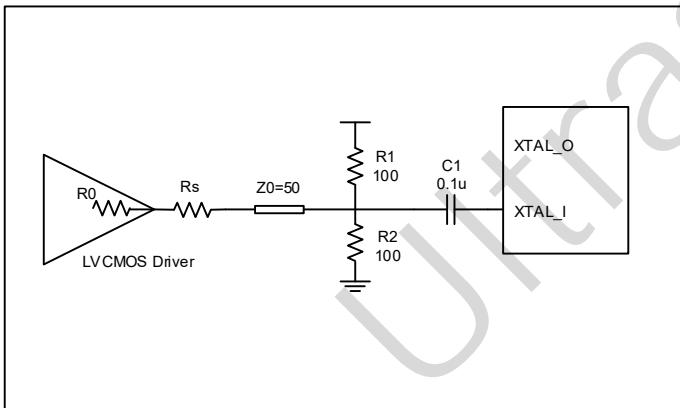 R0
LVCMOS Driver
Rs
Z0=50
R1
100
R2
100
C1
0.1u
XTAL_O
XTAL_I
Ultra